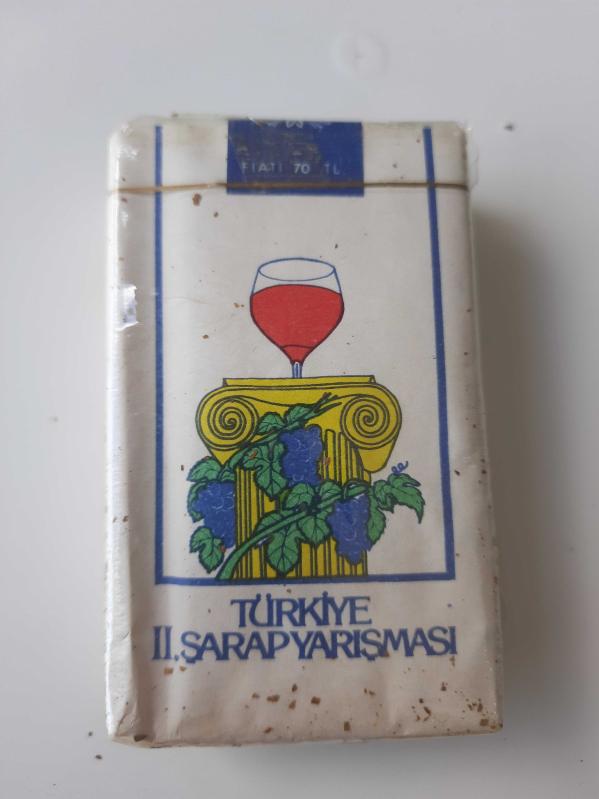 FİATI 70 TL
TÜRKİYE
II. ŞARAP YARIŞMASI